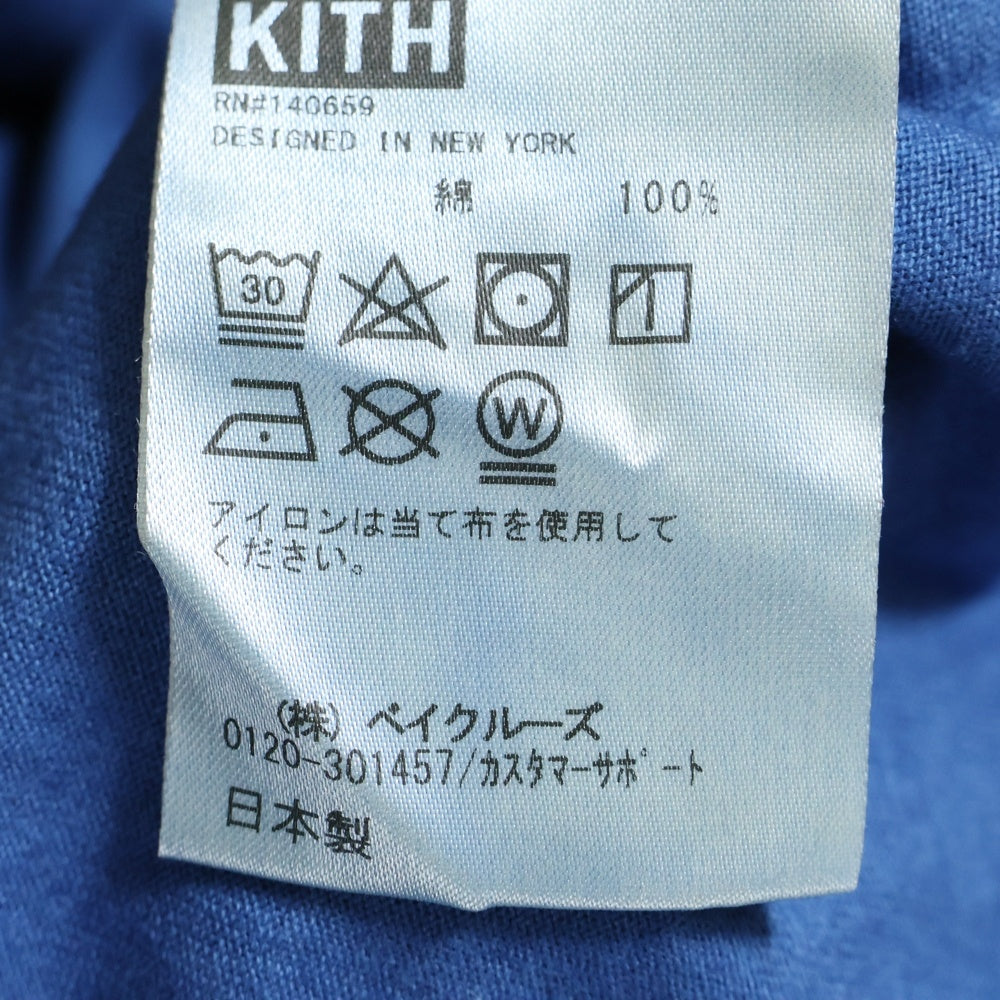 KITH
RN#140659
DESIGNED IN NEW YORK
綿 100%
30
W
アイロンは当て布を使用して
ください。
(株) ベイクルーズ
0120-301457/カスタマーサポート
日本製